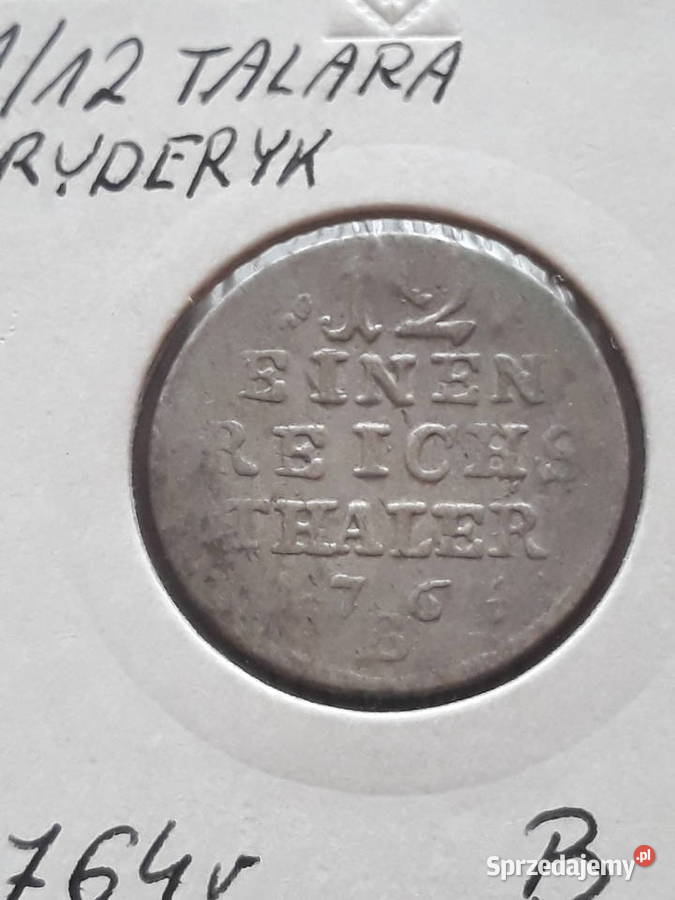 1/12 TALARA
RYDERYK
12
EINEN
REICHS
THALER
76
B
764r
B
Sprzedajemy.pl